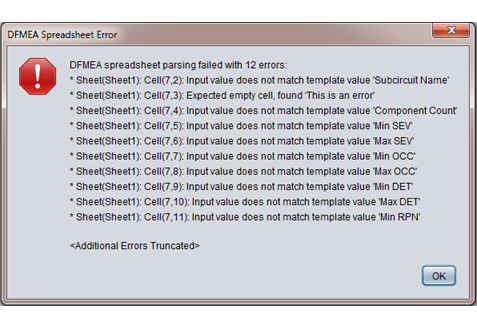 DFMEA Spreadsheet Error
DFMEA spreadsheet parsing failed with 12 errors:
* Sheet(Sheet1): Cell(7,2): Input value does not match template value 'Subcircuit Name'
* Sheet(Sheet1): Cell(7,3): Expected empty cell, found 'This is an error'
* Sheet(Sheet1): Cell(7,4): Input value does not match template value 'Component Count'
* Sheet(Sheet1): Cell(7,5): Input value does not match template value 'Min SEV'
* Sheet(Sheet1): Cell(7,6): Input value does not match template value 'Max SEV'
* Sheet(Sheet1): Cell(7,7): Input value does not match template value 'Min OCC'
* Sheet(Sheet1): Cell(7,8): Input value does not match template value 'Max OCC'
* Sheet(Sheet1): Cell(7,9): Input value does not match template value 'Min DET'
* Sheet(Sheet1): Cell(7,10): Input value does not match template value 'Max DET'
* Sheet(Sheet1): Cell(7,11): Input value does not match template value 'Min RPN'
<Additional Errors Truncated>
OK